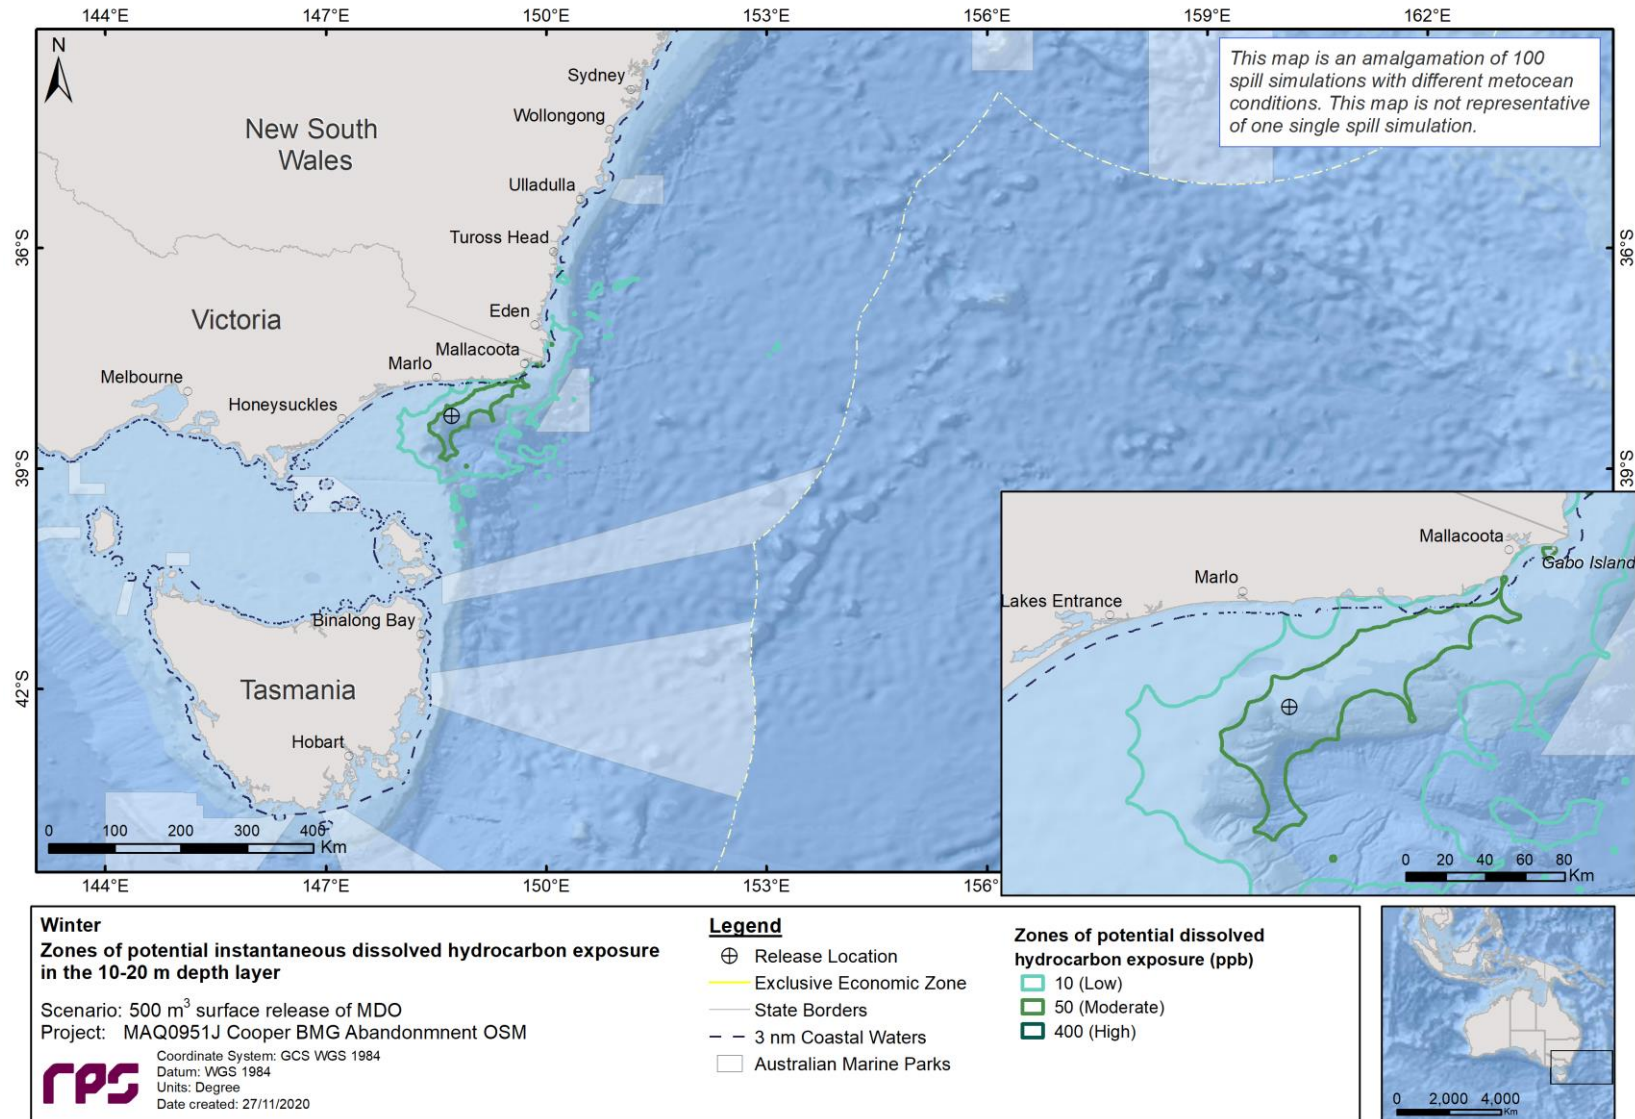 144°E
147°E
150°E
153°E
156°E
159°E
162°E
N
This map is an amalgamation of 100
spill simulations with different metocean
conditions. This map is not representative
of one single spill simulation.
Sydney
Wollongong
New South
Wales
Ulladulla
Tuross Head
36°S
36°S
Eden
Victoria
Mallacoota
Marlo
Melbourne
Honeysuckles
39°S
39°S
Mallacoota
Gabo Island
Marlo
Lakes Entrance
Binalong Bay
Tasmania
42°S
Hobart
0 100 200 300 400
Km
0 20 40 60 80
Km
144°E
147°E
150°E
153°E
156°
Winter
Zones of potential instantaneous dissolved hydrocarbon exposure
in the 10-20 m depth layer
Scenario: 500 m³ surface release of MDO
Project: MAQ0951J Cooper BMG Abandonmnent OSM
rps
Coordinate System: GCS WGS 1984
Datum: WGS 1984
Units: Degree
Date created: 27/11/2020
Legend
Release Location
Exclusive Economic Zone
State Borders
3 nm Coastal Waters
Australian Marine Parks
Zones of potential dissolved
hydrocarbon exposure (ppb)
10 (Low)
50 (Moderate)
400 (High)
0 2,000 4,000
Km